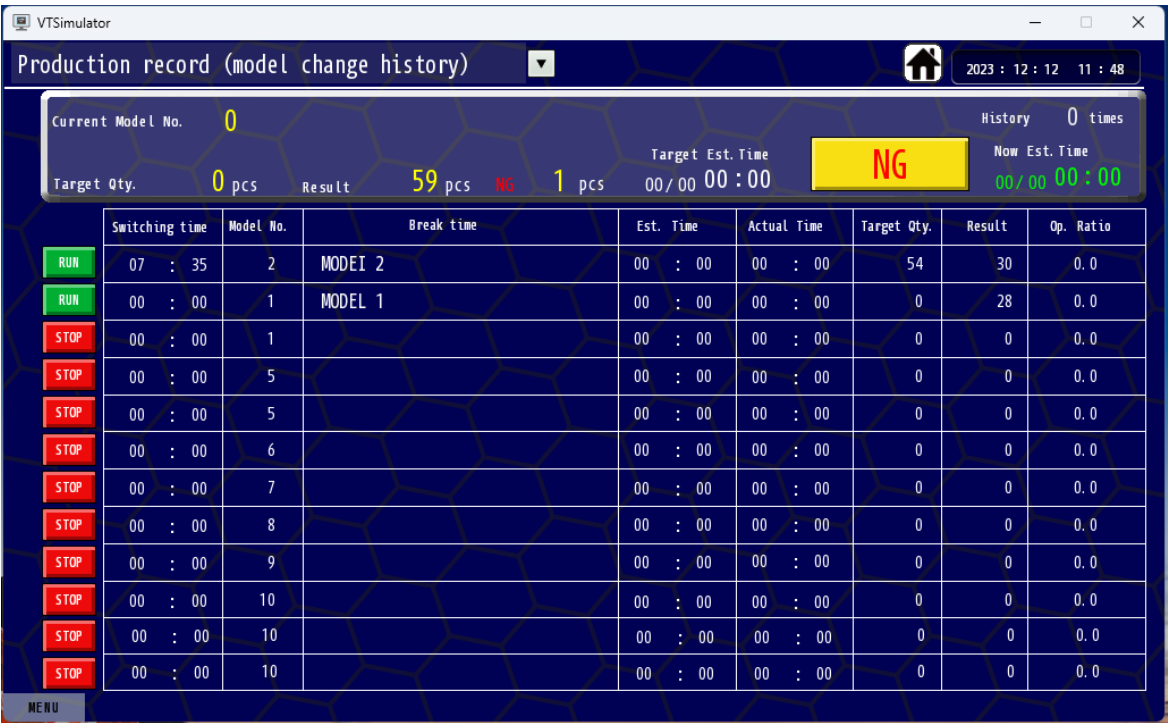 VTSimulator
Production record (model change history) 2023 : 12 : 12 11 : 48
Current Model No. 0 History 0 times
Target Est. Time Now Est. Time
Target Qty. 0 pcs Result 59 pcs NG 1 pcs 00/00 00:00 NG 00/00 00:00
Switching time Model No. Break time Est. Time Actual Time Target Qty. Result Op. Ratio
RUN 07 : 35 2 MODEI 2 00 : 00 00 : 00 54 30 0.0
RUN 00 : 00 1 MODEL 1 00 : 00 00 : 00 0 28 0.0
STOP 00 : 00 1 00 : 00 00 : 00 0 0 0.0
STOP 00 : 00 5 00 : 00 00 : 00 0 0 0.0
STOP 00 : 00 5 00 : 00 00 : 00 0 0 0.0
STOP 00 : 00 6 00 : 00 00 : 00 0 0 0.0
STOP 00 : 00 7 00 : 00 00 : 00 0 0 0.0
STOP 00 : 00 8 00 : 00 00 : 00 0 0 0.0
STOP 00 : 00 9 00 : 00 00 : 00 0 0 0.0
STOP 00 : 00 10 00 : 00 00 : 00 0 0 0.0
STOP 00 : 00 10 00 : 00 00 : 00 0 0 0.0
STOP 00 : 00 10 00 : 00 00 : 00 0 0 0.0
MENU